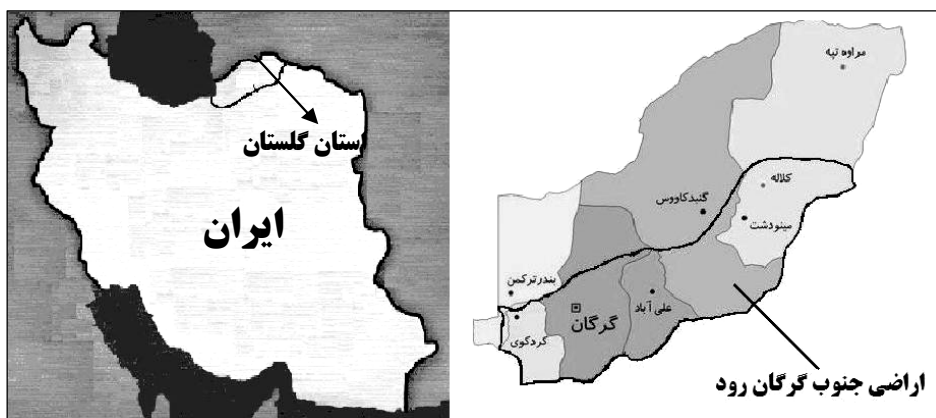 استان گلستان
ایران
مراوه تپه
کلاله
گنبدکاووس
مینودشت
بندرترکمن
علی آباد
گرگان
کردکوی
اراضی جنوب گرگان رود